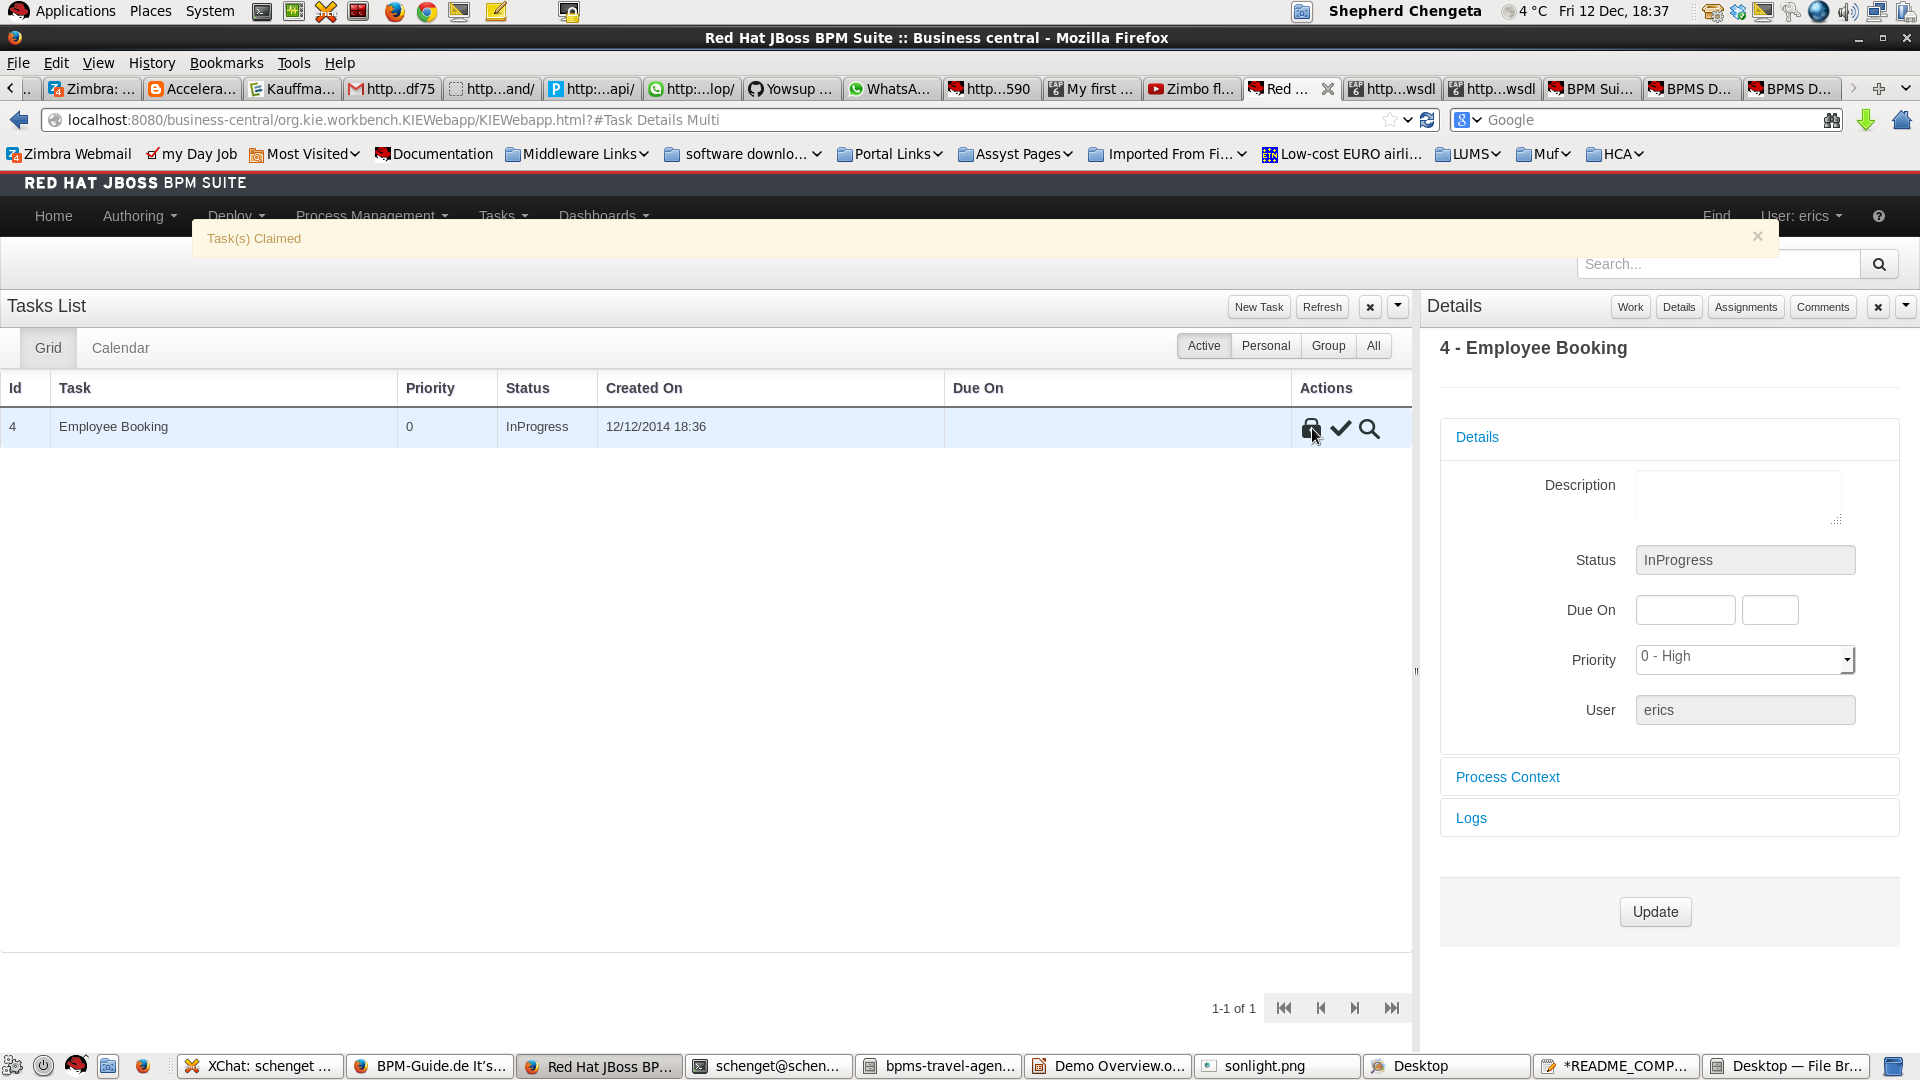 Applications Places System Shepherd Chengeta 4 °C Fri 12 Dec, 18:37
Red Hat JBoss BPM Suite :: Business central - Mozilla Firefox
File Edit View History Bookmarks Tools Help
.. Zimbra: ... Accelera... Kauffma... http...df75 http...and/ http:...api/ http:...lop/ Yowsup ... WhatsA... http...590 My first ... Zimbo fl... Red ... http...wsdl http...wsdl BPM Sui... BPMS D... BPMS D...
localhost:8080/business-central/org.kie.workbench.KIEWebapp/KIEWebapp.html?#Task Details Multi Google
Zimbra Webmail my Day Job Most Visited Documentation Middleware Links software downlo... Portal Links Assyst Pages Imported From Fi... Low-cost EURO airli... LUMS Muf HCA
RED HAT JBOSS BPM SUITE
Home Authoring Deploy Process Management Tasks Dashboards Find User: erics
Task(s) Claimed
Search...
Tasks List New Task Refresh Details Work Details Assignments Comments
Grid Calendar Active Personal Group All 4 - Employee Booking
Id Task Priority Status Created On Due On Actions
4 Employee Booking 0 InProgress 12/12/2014 18:36
Details
Description
Status InProgress
Due On
Priority 0 - High
User erics
Process Context
Logs
Update
1-1 of 1
XChat: schenget ... BPM-Guide.de It's... Red Hat JBoss BP... schenget@schen... bpms-travel-agen... Demo Overview.o... sonlight.png Desktop *README_COMP... Desktop — File Br...